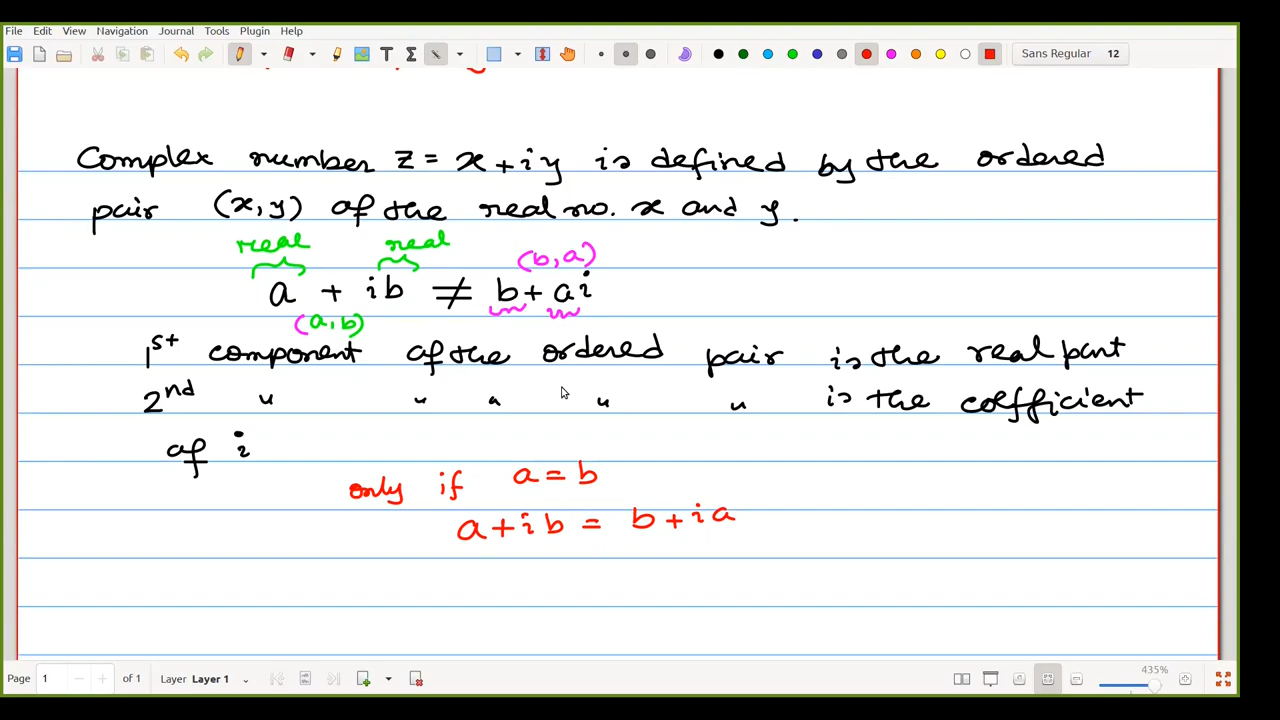 File Edit View Navigation Journal Tools Plugin Help
Sans Regular 12
Complex number z = x + iy is defined by the ordered
pair (x, y) of the real no. x and y.
real real (b, a)
a + ib ≠ b + ai
(a, b)
1st component of the ordered pair is the real part
2nd " " " " " is the coefficient
of i
only if a = b
a + ib = b + ia
Page 1 of 1 Layer Layer 1 435%